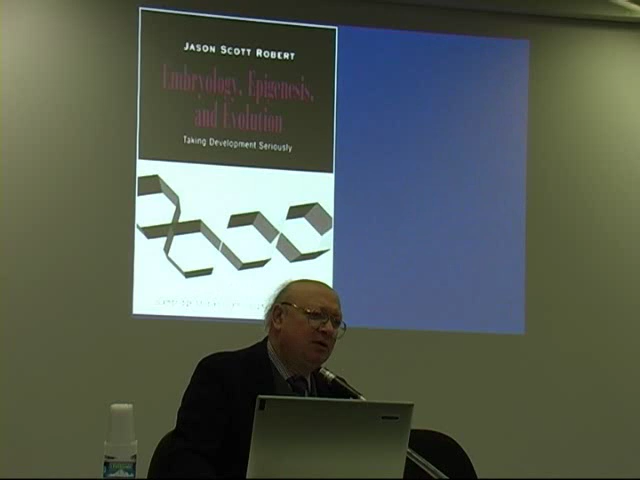 JASON SCOTT ROBERT
Embryology, Epigenesis,
and Evolution
Taking Development Seriously